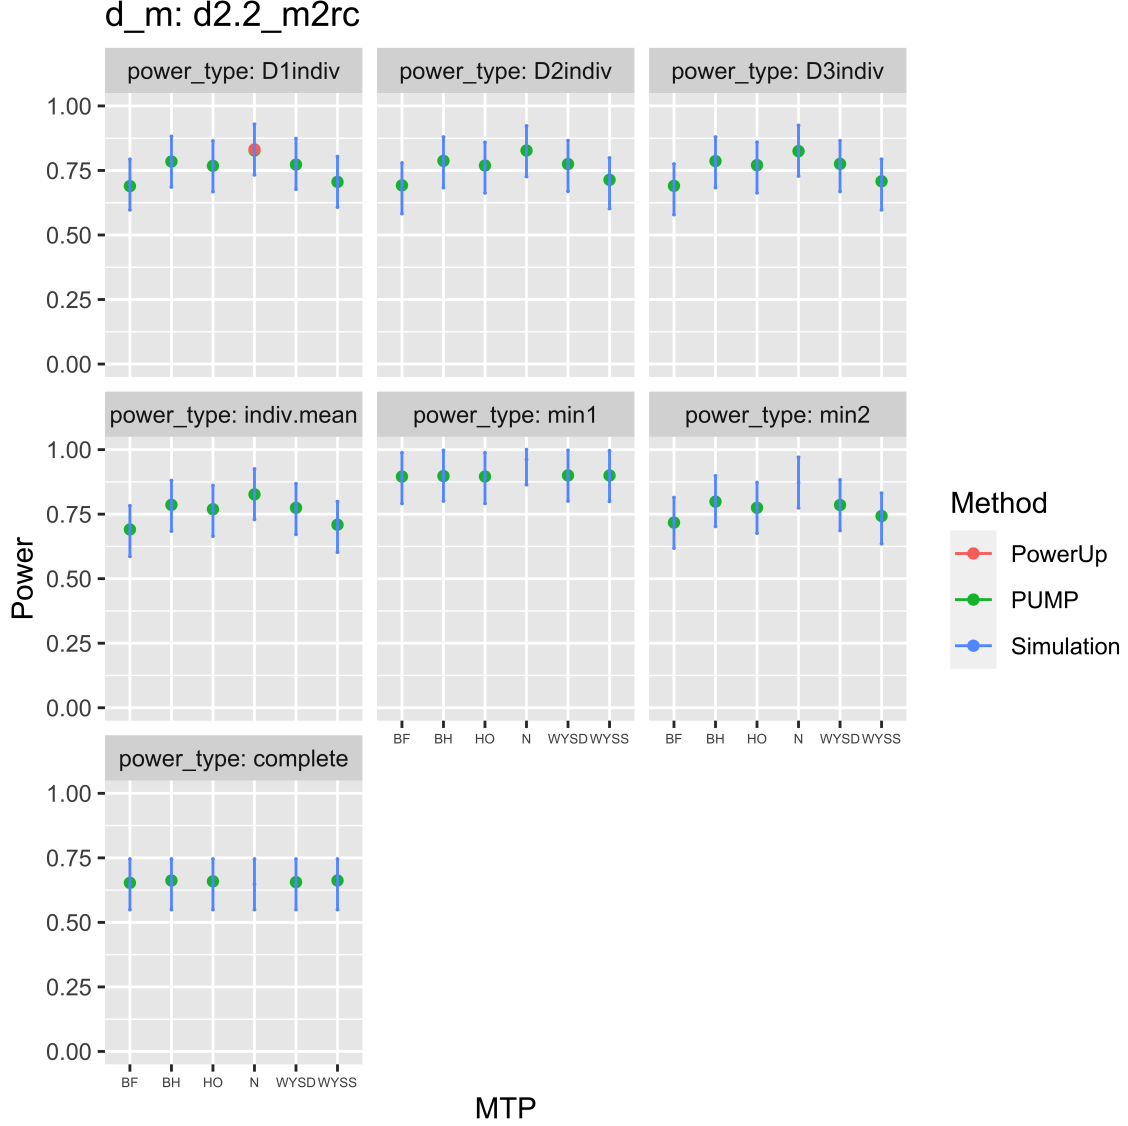 d_m: d2.2_m2rc
power_type: D1indiv
power_type: D2indiv
power_type: D3indiv
1.00
0.75
0.50
0.25
0.00
power_type: indiv.mean
power_type: min1
power_type: min2
1.00
0.75
0.50
0.25
0.00
BF BH HO N WYSD WYSS
BF BH HO N WYSD WYSS
power_type: complete
1.00
0.75
0.50
0.25
0.00
BF BH HO N WYSD WYSS
MTP
Power
Method
PowerUp
PUMP
Simulation